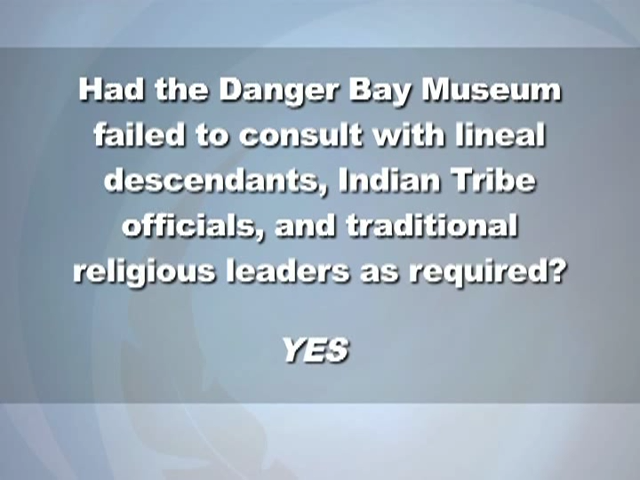 Had the Danger Bay Museum
failed to consult with lineal
descendants, Indian Tribe
officials, and traditional
religious leaders as required?
YES